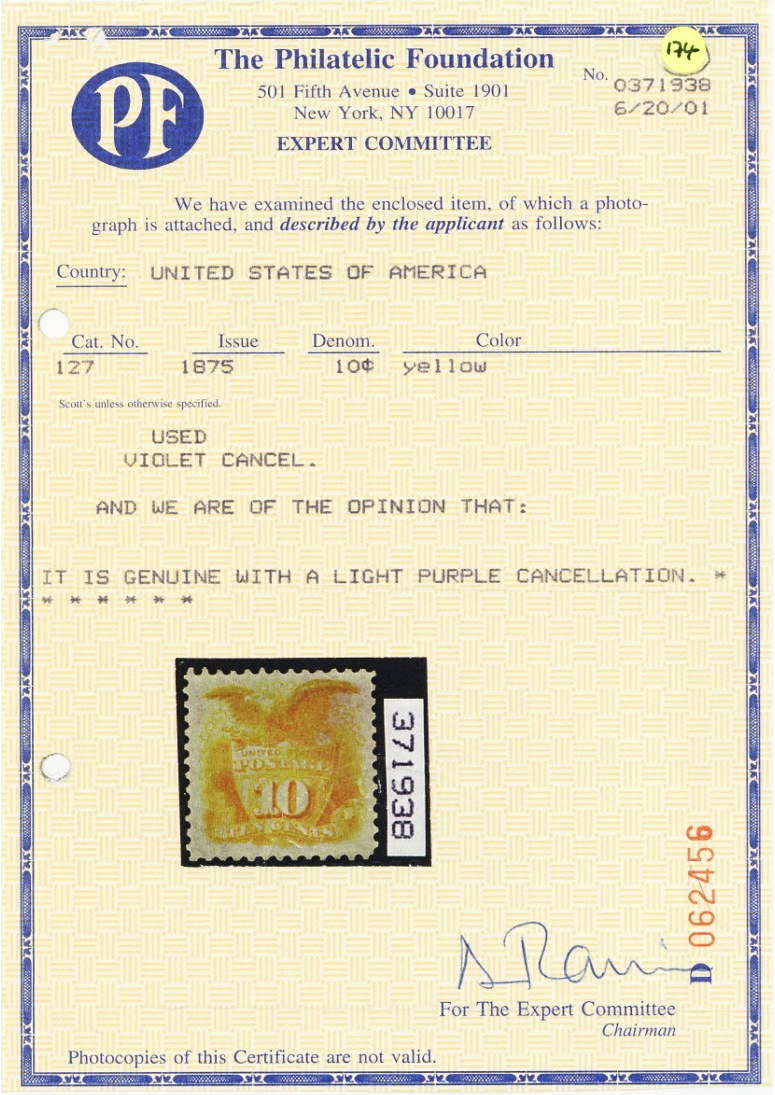 PF
The Philatelic Foundation
501 Fifth Avenue • Suite 1901
New York, NY 10017
EXPERT COMMITTEE
174
No. 0371938
6/20/01
We have examined the enclosed item, of which a photo-
graph is attached, and described by the applicant as follows:
Country: UNITED STATES OF AMERICA
Cat. No. Issue Denom. Color
127 1875 10¢ yellow
Scott's unless otherwise specified.
USED
VIOLET CANCEL.
AND WE ARE OF THE OPINION THAT:
IT IS GENUINE WITH A LIGHT PURPLE CANCELLATION. *
* * * * * *
UNITED
POSTAGE
10
TEN CENTS
371938
D 062456
For The Expert Committee
Chairman
Photocopies of this Certificate are not valid.